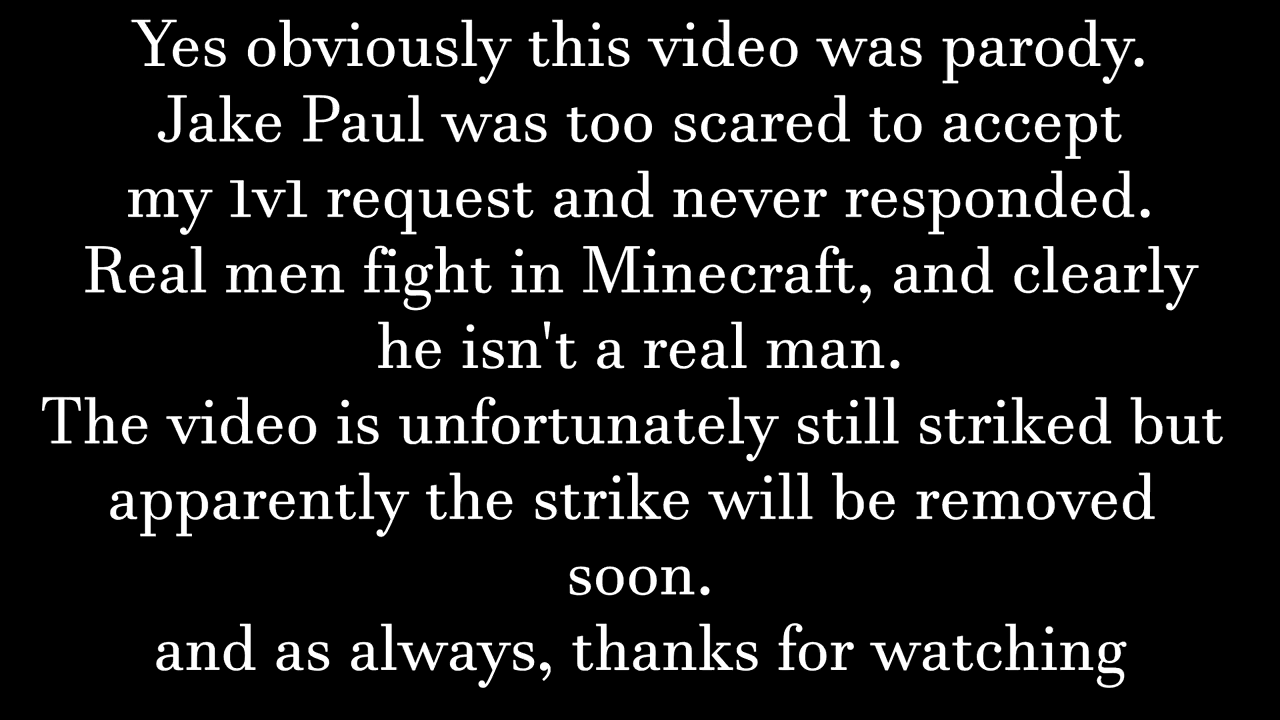 Yes obviously this video was parody.
Jake Paul was too scared to accept
my 1v1 request and never responded.
Real men fight in Minecraft, and clearly
he isn't a real man.
The video is unfortunately still striked but
apparently the strike will be removed
soon.
and as always, thanks for watching